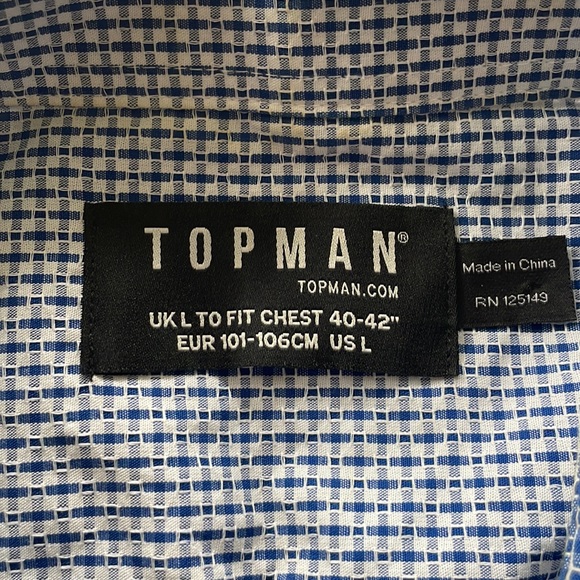 TOPMAN®
TOPMAN.COM
UK L TO FIT CHEST 40-42"
EUR 101-106CM US L
Made in China
RN 125149